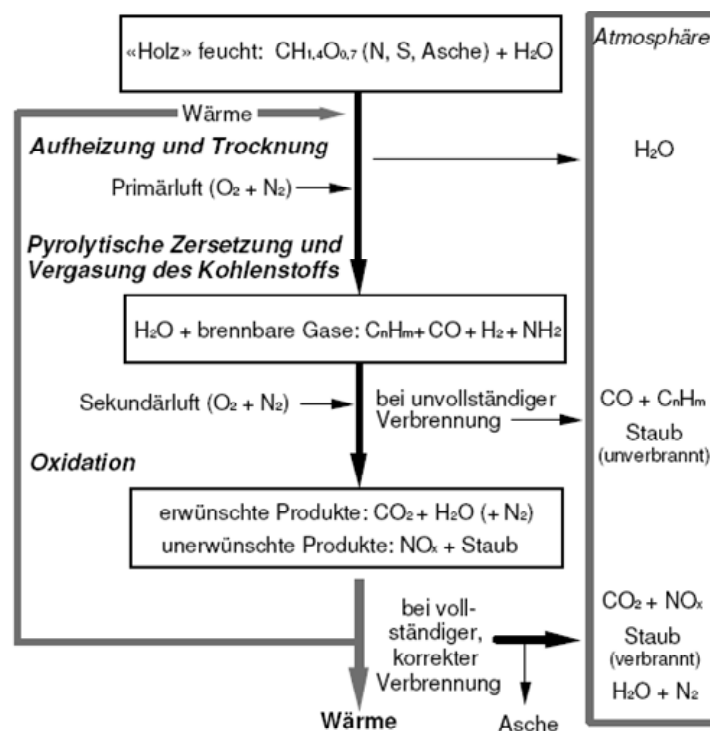 «Holz» feucht: CH₁,₄O₀,₇ (N, S, Asche) + H₂O
Atmosphäre
Wärme
Aufheizung und Trocknung
H₂O
Primärluft (O₂ + N₂)
Pyrolytische Zersetzung und
Vergasung des Kohlenstoffs
H₂O + brennbare Gase: CₙHₘ + CO + H₂ + NH₂
Sekundärluft (O₂ + N₂)
bei unvollständiger
Verbrennung
CO + CₙHₘ
Staub
(unverbrannt)
Oxidation
erwünschte Produkte: CO₂ + H₂O (+ N₂)
unerwünschte Produkte: NOₓ + Staub
bei voll-
ständiger,
korrekter
Verbrennung
CO₂ + NOₓ
Staub
(verbrannt)
H₂O + N₂
Wärme
Asche